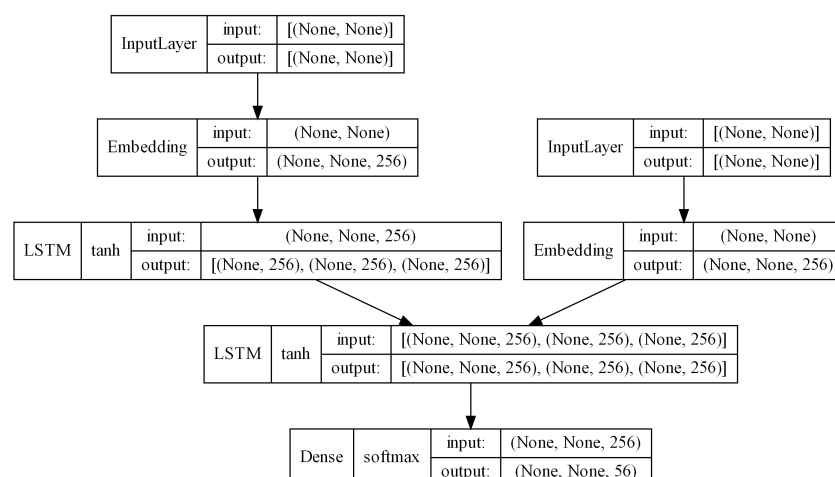 InputLayer input: [(None, None)]
output: [(None, None)]
Embedding input: (None, None)
output: (None, None, 256)
InputLayer input: [(None, None)]
output: [(None, None)]
LSTM tanh input: (None, None, 256)
output: [(None, 256), (None, 256), (None, 256)]
Embedding input: (None, None)
output: (None, None, 256)
LSTM tanh input: [(None, None, 256), (None, 256), (None, 256)]
output: [(None, None, 256), (None, 256), (None, 256)]
Dense softmax input: (None, None, 256)
output: (None, None, 56)